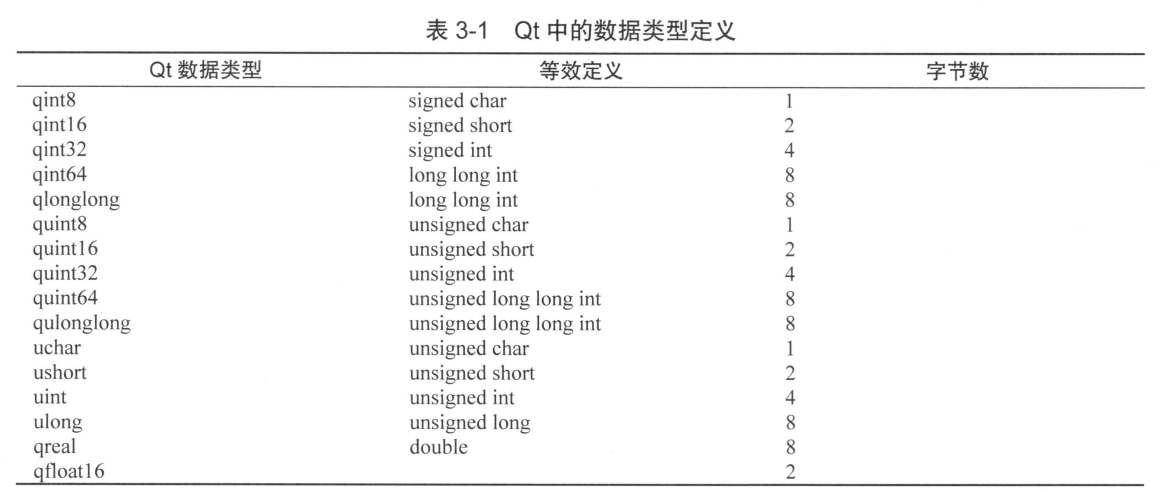 表 3-1 Qt 中的数据类型定义
Qt 数据类型 等效定义 字节数
qint8 signed char 1
qint16 signed short 2
qint32 signed int 4
qint64 long long int 8
qlonglong long long int 8
quint8 unsigned char 1
quint16 unsigned short 2
quint32 unsigned int 4
quint64 unsigned long long int 8
qulonglong unsigned long long int 8
uchar unsigned char 1
ushort unsigned short 2
uint unsigned int 4
ulong unsigned long 8
qreal double 8
qfloat16 2